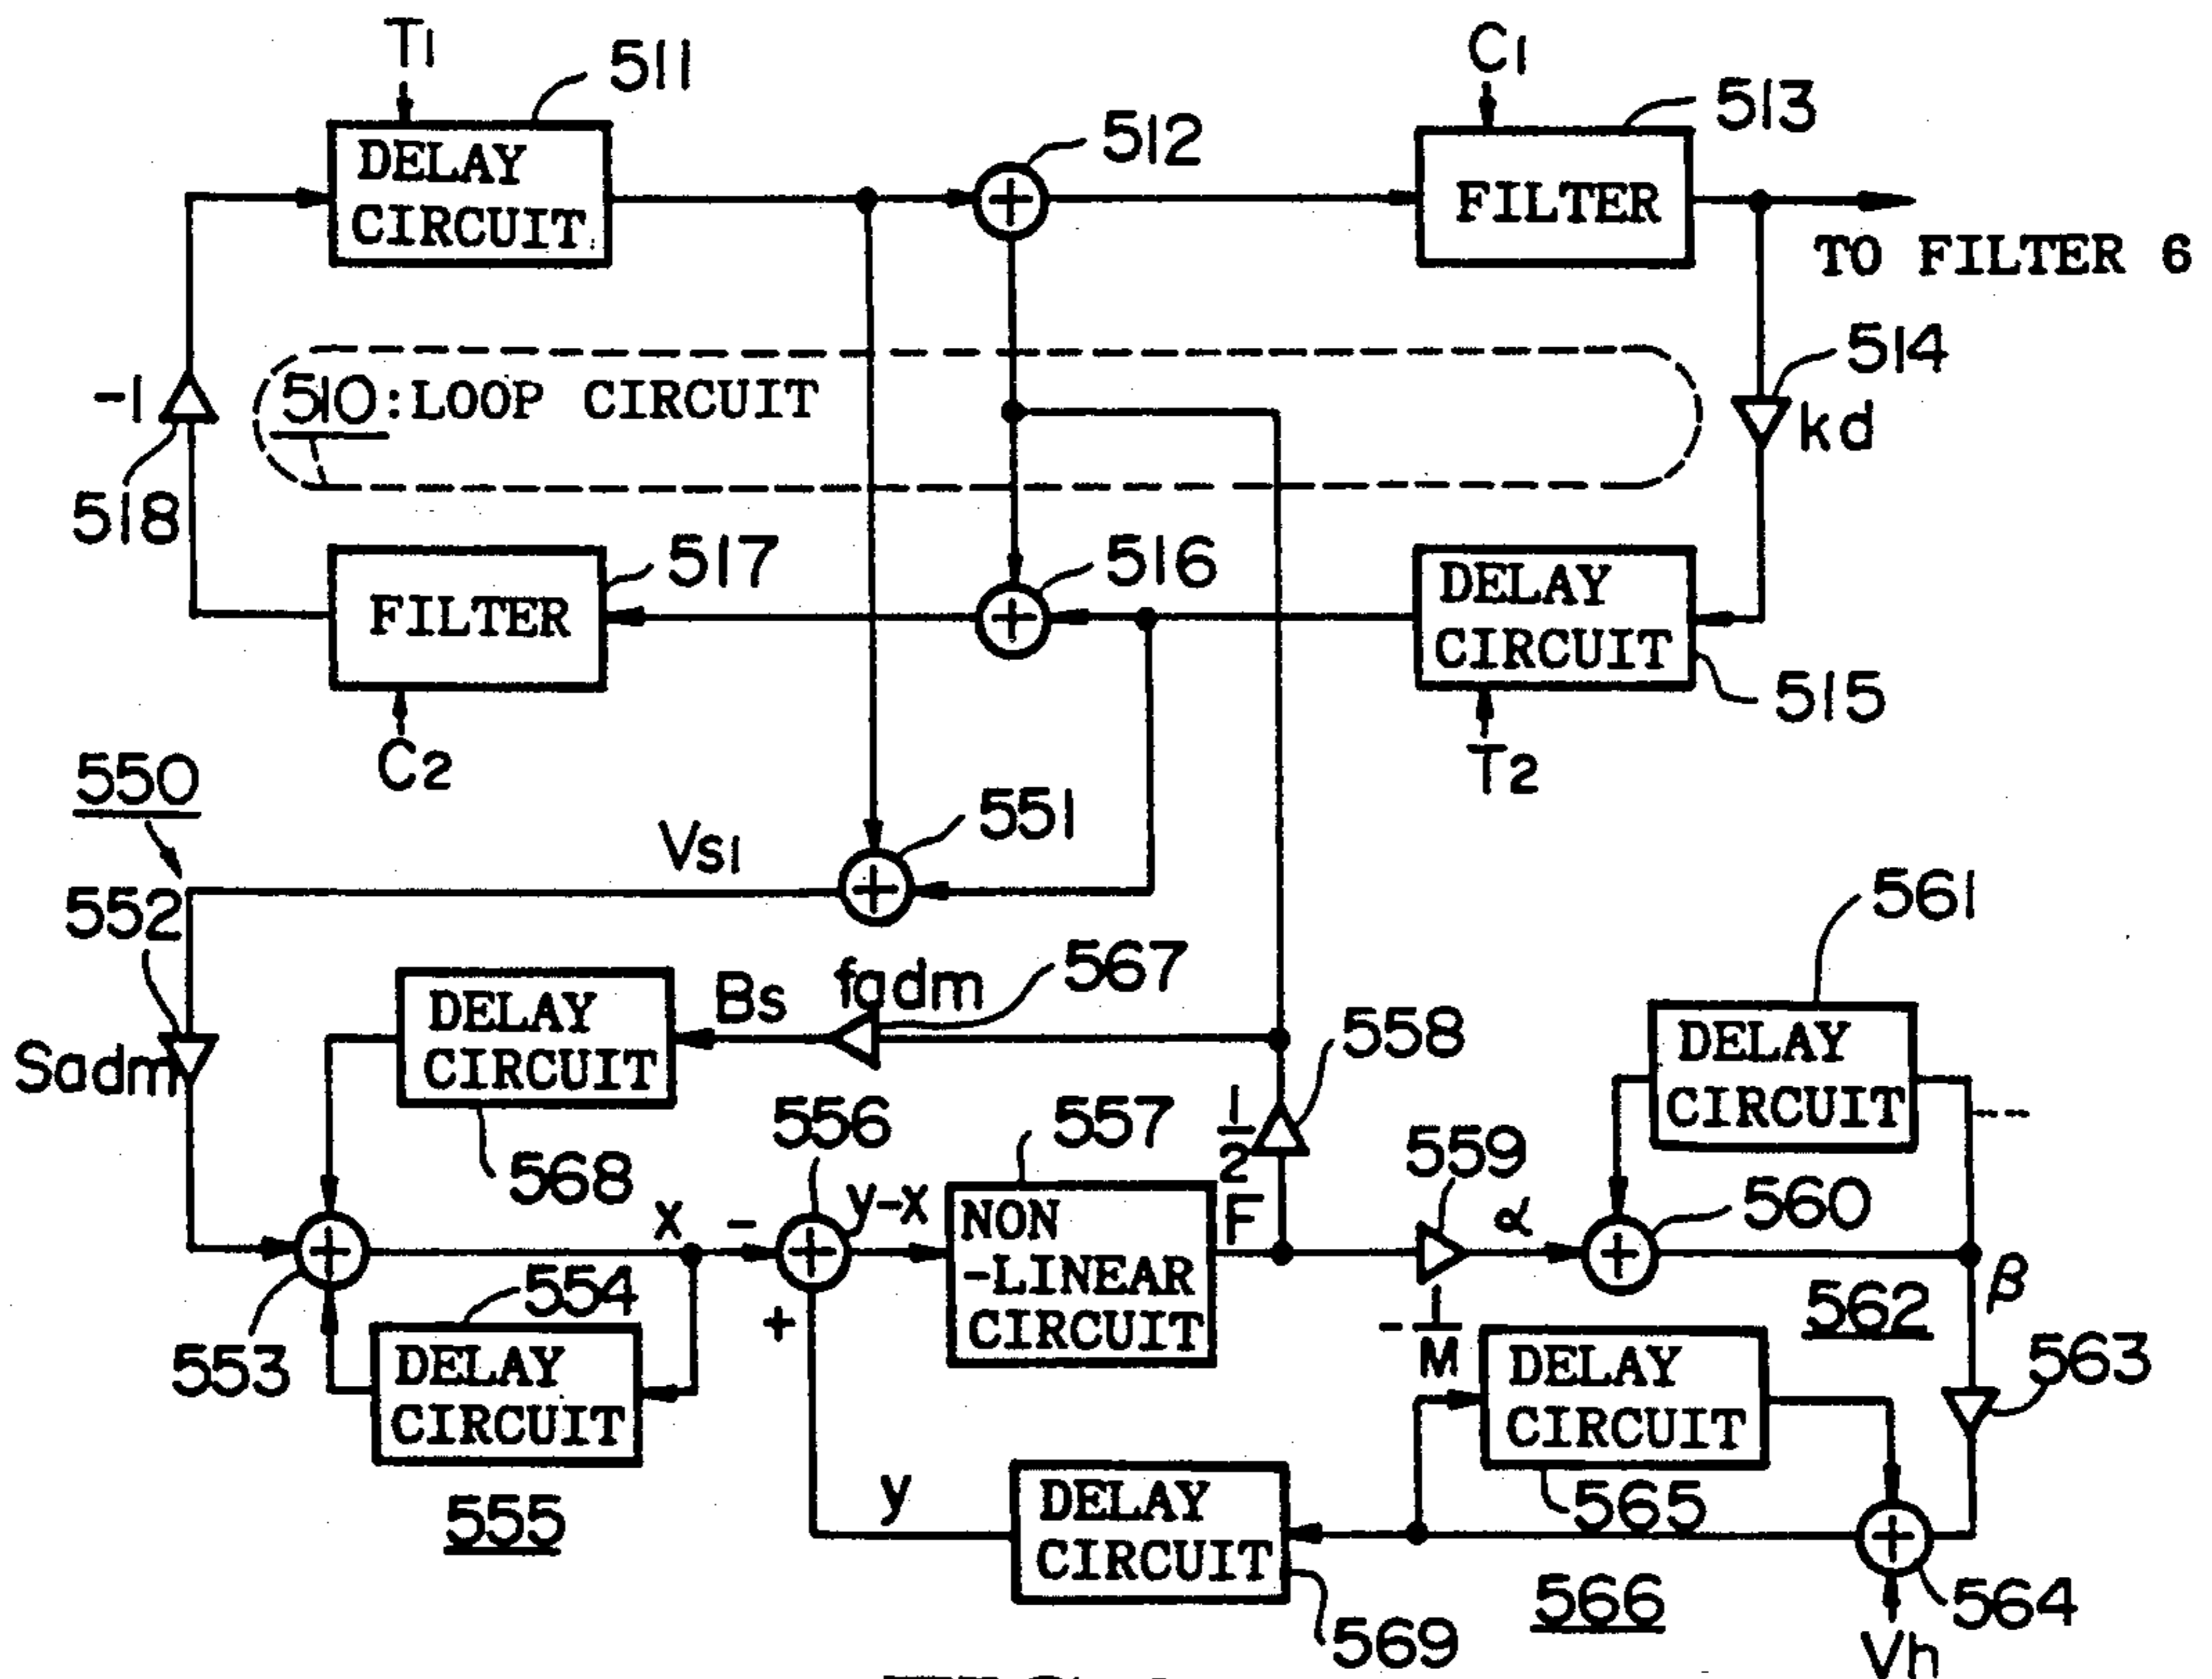 T1
511
C1
513
DELAY
CIRCUIT
512
FILTER
TO FILTER 6
514
kd
-1
510:LOOP CIRCUIT
518
517
516
DELAY
CIRCUIT
FILTER
515
C2
T2
550
551
Vs1
552
561
567
Bs
fadm
DELAY
CIRCUIT
558
DELAY
CIRCUIT
Sadm
556
557
1/2
559
568
x
-
y-x
NON
-LINEAR
CIRCUIT
F
α
560
β
554
+
562
553
DELAY
CIRCUIT
-1/M
DELAY
CIRCUIT
563
555
y
DELAY
CIRCUIT
565
566
564
569
Vh